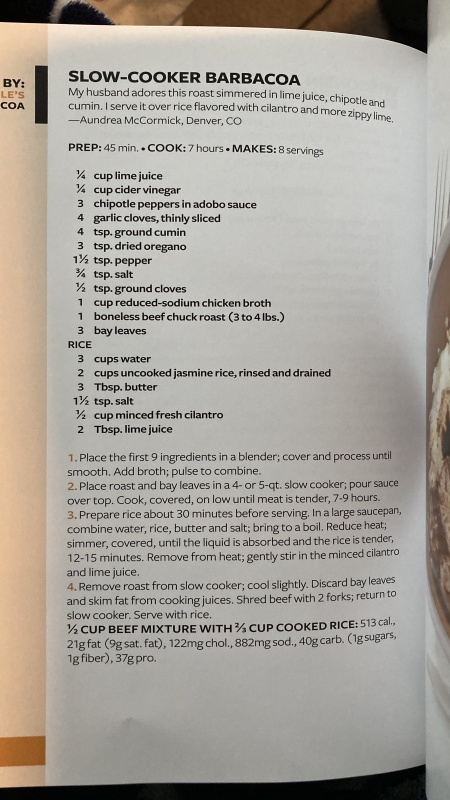 BY:
LE'S
COA
SLOW-COOKER BARBACOA
My husband adores this roast simmered in lime juice, chipotle and
cumin. I serve it over rice flavored with cilantro and more zippy lime.
—Aundrea McCormick, Denver, CO
PREP: 45 min. • COOK: 7 hours • MAKES: 8 servings
¼ cup lime juice
¼ cup cider vinegar
3 chipotle peppers in adobo sauce
4 garlic cloves, thinly sliced
4 tsp. ground cumin
3 tsp. dried oregano
1½ tsp. pepper
¾ tsp. salt
½ tsp. ground cloves
1 cup reduced-sodium chicken broth
1 boneless beef chuck roast (3 to 4 lbs.)
3 bay leaves
RICE
3 cups water
2 cups uncooked jasmine rice, rinsed and drained
3 Tbsp. butter
1½ tsp. salt
½ cup minced fresh cilantro
2 Tbsp. lime juice
1. Place the first 9 ingredients in a blender; cover and process until
smooth. Add broth; pulse to combine.
2. Place roast and bay leaves in a 4- or 5-qt. slow cooker; pour sauce
over top. Cook, covered, on low until meat is tender, 7-9 hours.
3. Prepare rice about 30 minutes before serving. In a large saucepan,
combine water, rice, butter and salt; bring to a boil. Reduce heat;
simmer, covered, until the liquid is absorbed and the rice is tender,
12-15 minutes. Remove from heat; gently stir in the minced cilantro
and lime juice.
4. Remove roast from slow cooker; cool slightly. Discard bay leaves
and skim fat from cooking juices. Shred beef with 2 forks; return to
slow cooker. Serve with rice.
½ CUP BEEF MIXTURE WITH ⅔ CUP COOKED RICE: 513 cal.,
21g fat (9g sat. fat), 122mg chol., 882mg sod., 40g carb. (1g sugars,
1g fiber), 37g pro.